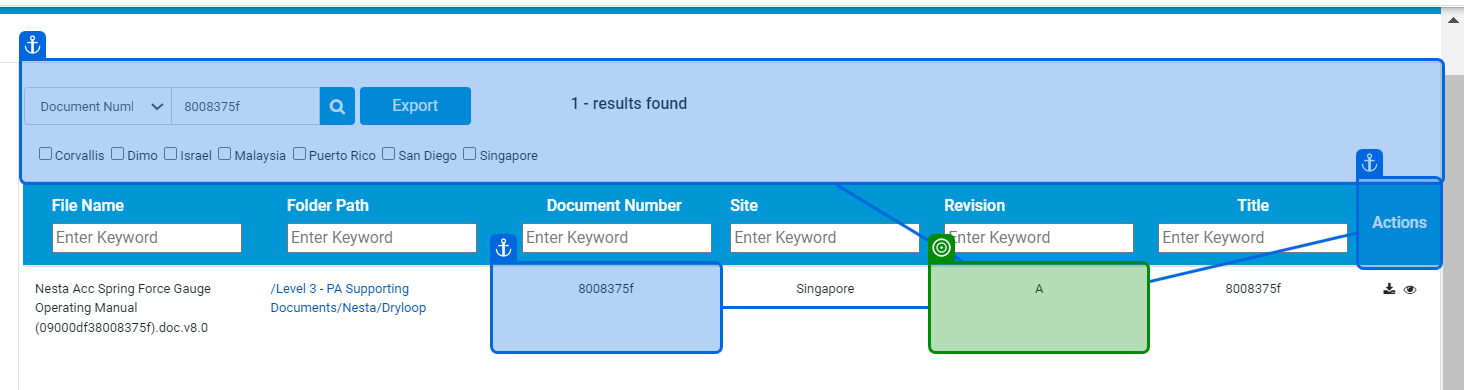 Document Numl 8008375f Export 1 - results found
Corvallis Dimo Israel Malaysia Puerto Rico San Diego Singapore
File Name Folder Path Document Number Site Revision Title Actions
Enter Keyword Enter Keyword Enter Keyword Enter Keyword Enter Keyword Enter Keyword
Nesta Acc Spring Force Gauge /Level 3 - PA Supporting 8008375f Singapore A 8008375f
Operating Manual Documents/Nesta/Dryloop
(09000df38008375f).doc.v8.0